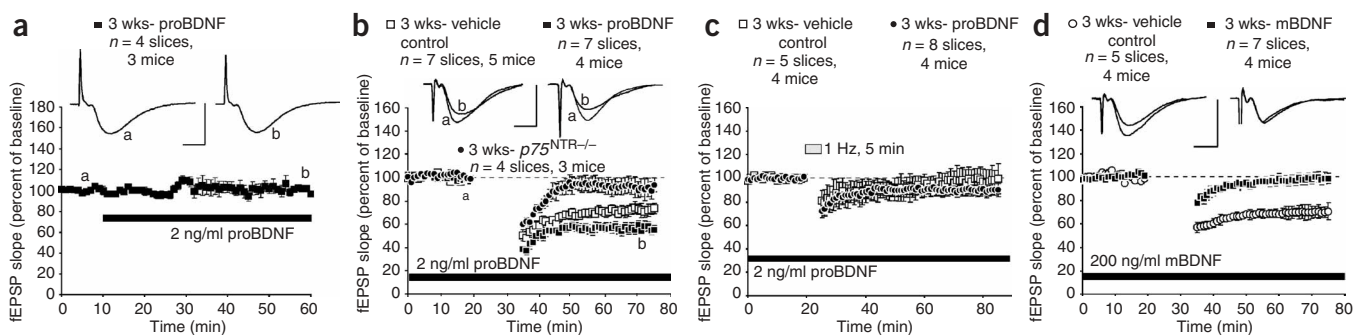 a
■ 3 wks- proBDNF
n = 4 slices,
3 mice
a
b
fEPSP slope (percent of baseline)
180
160
140
120
100
80
60
40
20
0
a
b
2 ng/ml proBDNF
0 10 20 30 40 50 60
Time (min)
b
□ 3 wks- vehicle
control
n = 7 slices, 5 mice
■ 3 wks- proBDNF
n = 7 slices,
4 mice
b
a
b
a
● 3 wks- p75NTR–/–
n = 4 slices, 3 mice
fEPSP slope (percent of baseline)
160
140
120
100
80
60
40
20
0
a
b
2 ng/ml proBDNF
0 10 20 30 40 50 60 70 80
Time (min)
c
□ 3 wks- vehicle
control
n = 5 slices,
4 mice
● 3 wks- proBDNF
n = 8 slices,
4 mice
1 Hz, 5 min
fEPSP slope (percent of baseline)
160
140
120
100
80
60
40
20
0
2 ng/ml proBDNF
0 20 40 60 80
Time (min)
d
○ 3 wks- vehicle
control
n = 5 slices,
4 mice
■ 3 wks- mBDNF
n = 7 slices,
4 mice
fEPSP slope (percent of baseline)
160
140
120
100
80
60
40
20
0
200 ng/ml mBDNF
0 10 20 30 40 50 60 70 80
Time (min)